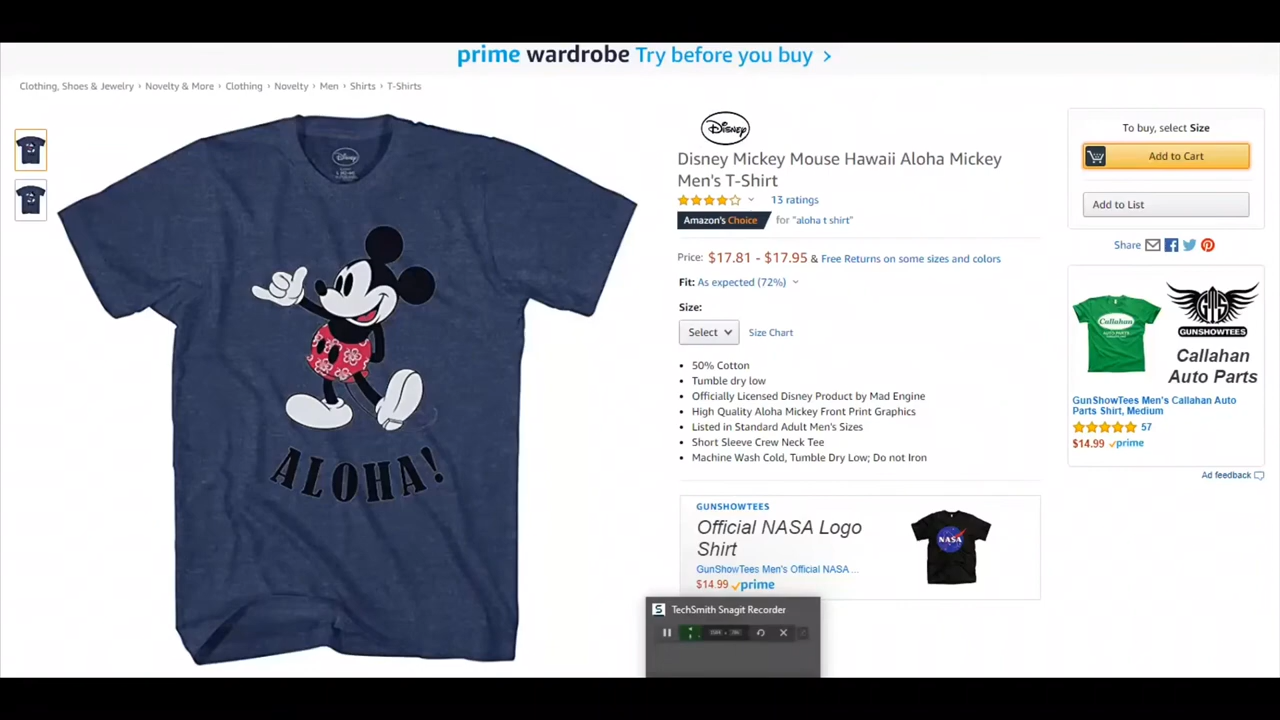 prime wardrobe Try before you buy ›
Clothing, Shoes & Jewelry › Novelty & More › Clothing › Novelty › Men › Shirts › T-Shirts
Disney
Disney
ALOHA!
Disney Mickey Mouse Hawaii Aloha Mickey
Men's T-Shirt
13 ratings
Amazon's Choice for "aloha t shirt"
Price: $17.81 - $17.95 & Free Returns on some sizes and colors
Fit: As expected (72%)
Size:
Select Size Chart
• 50% Cotton
• Tumble dry low
• Officially Licensed Disney Product by Mad Engine
• High Quality Aloha Mickey Front Print Graphics
• Listed in Standard Adult Men's Sizes
• Short Sleeve Crew Neck Tee
• Machine Wash Cold, Tumble Dry Low; Do not Iron
GUNSHOWTEES
Official NASA Logo
Shirt
GunShowTees Men's Official NASA ...
$14.99 prime
NASA
TechSmith Snagit Recorder
To buy, select Size
Add to Cart
Add to List
Share
Callahan
GTS
GUNSHOWTEES
Callahan
Auto Parts
GunShowTees Men's Callahan Auto
Parts Shirt, Medium
57
$14.99 prime
Ad feedback